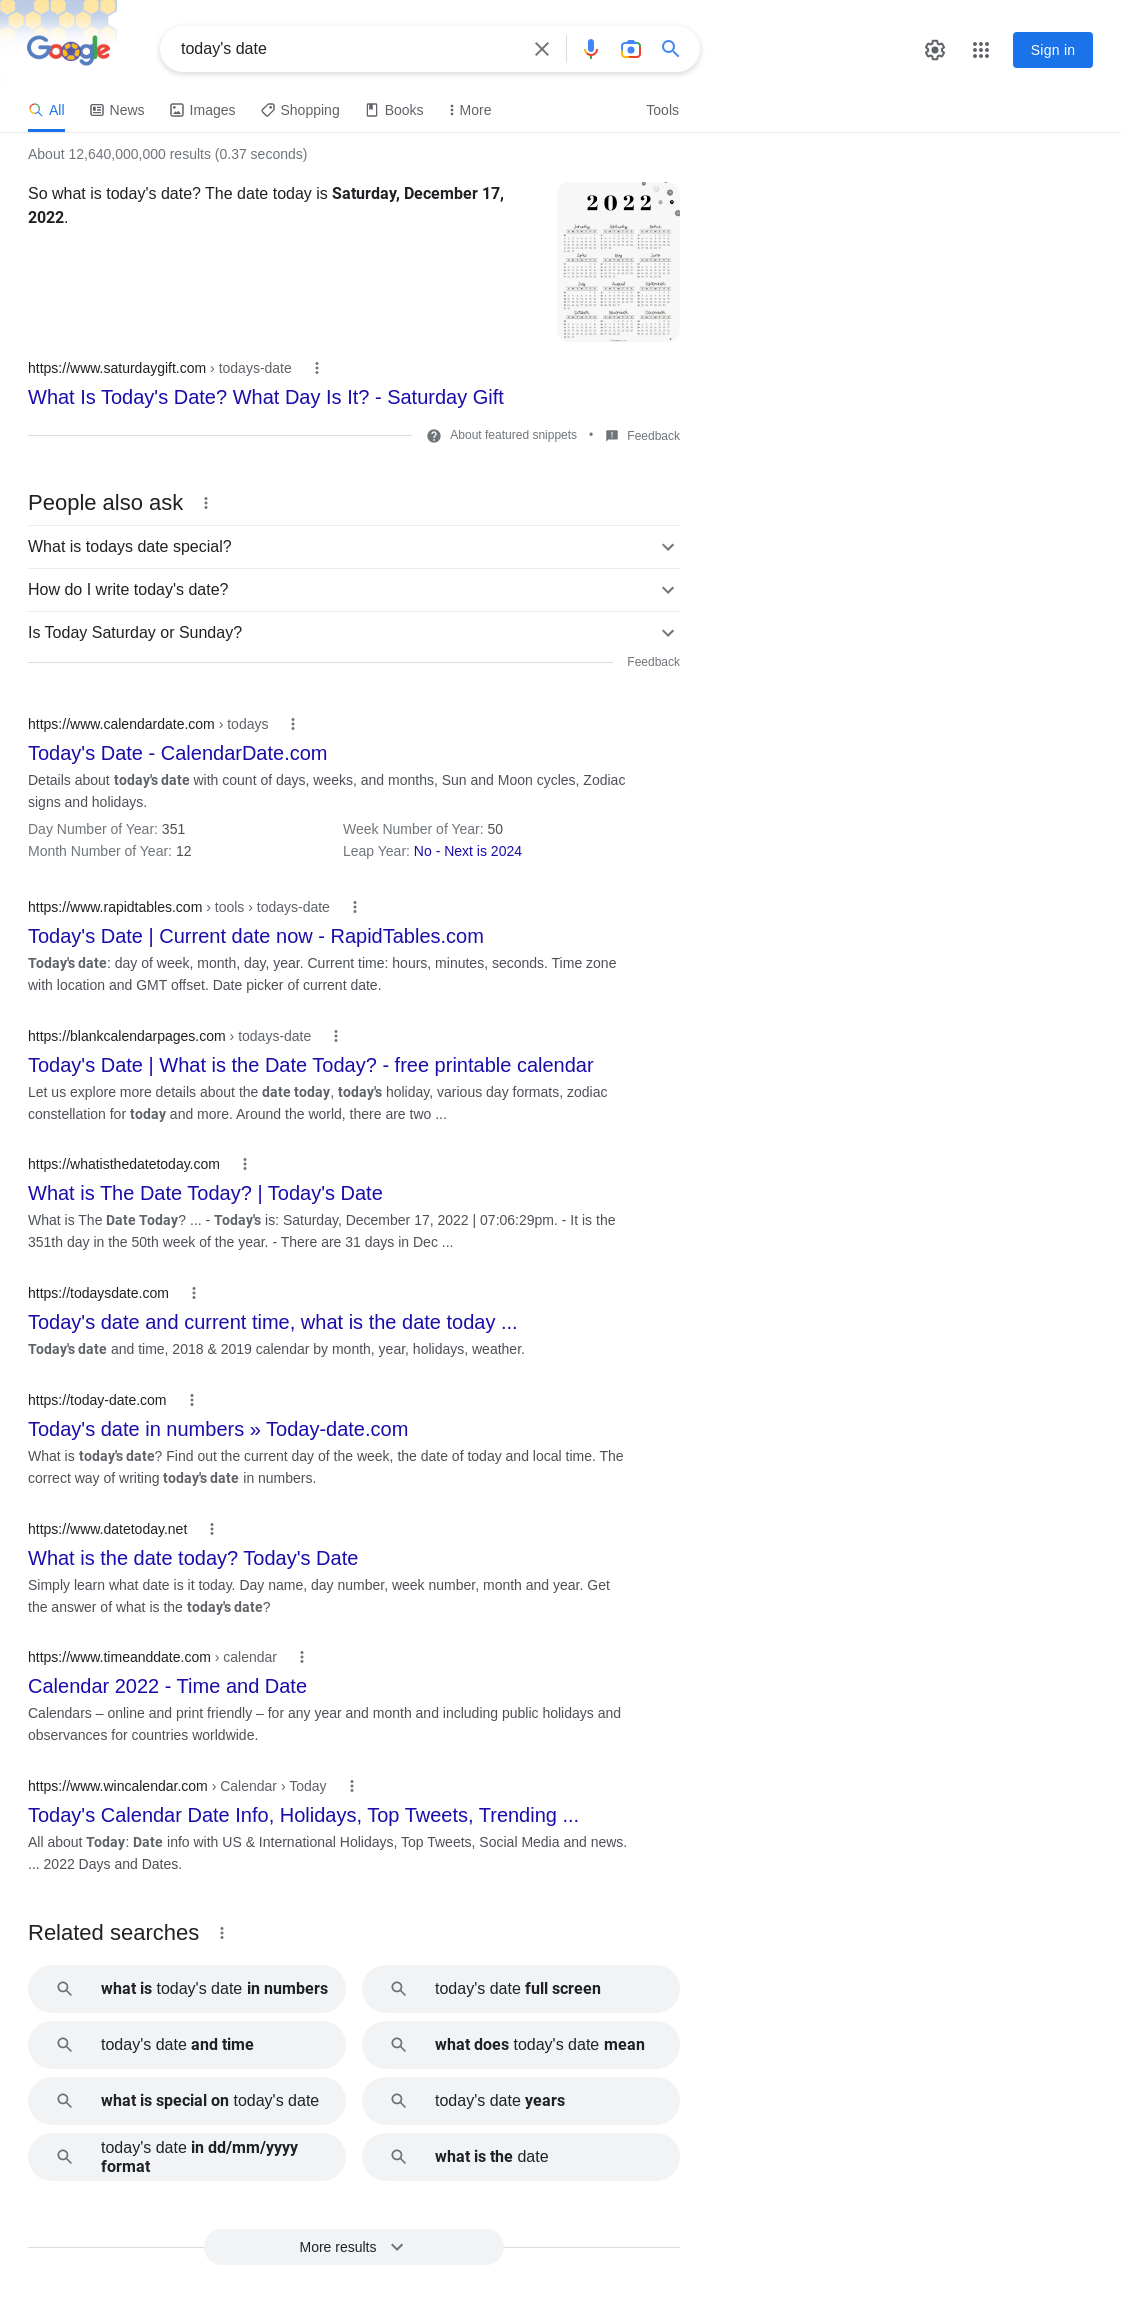 Google
today's date
Sign in
All
News
Images
Shopping
Books
More
Tools
About 12,640,000,000 results (0.37 seconds)
So what is today's date? The date today is Saturday, December 17,
2022.
2022
https://www.saturdaygift.com › todays-date
What Is Today's Date? What Day Is It? - Saturday Gift
About featured snippets
•
Feedback
People also ask
What is todays date special?
How do I write today's date?
Is Today Saturday or Sunday?
Feedback
https://www.calendardate.com › todays
Today's Date - CalendarDate.com
Details about today's date with count of days, weeks, and months, Sun and Moon cycles, Zodiac
signs and holidays.
Day Number of Year: 351
Week Number of Year: 50
Month Number of Year: 12
Leap Year: No - Next is 2024
https://www.rapidtables.com › tools › todays-date
Today's Date | Current date now - RapidTables.com
Today's date: day of week, month, day, year. Current time: hours, minutes, seconds. Time zone
with location and GMT offset. Date picker of current date.
https://blankcalendarpages.com › todays-date
Today's Date | What is the Date Today? - free printable calendar
Let us explore more details about the date today, today's holiday, various day formats, zodiac
constellation for today and more. Around the world, there are two ...
https://whatisthedatetoday.com
What is The Date Today? | Today's Date
What is The Date Today? ... - Today's is: Saturday, December 17, 2022 | 07:06:29pm. - It is the
351th day in the 50th week of the year. - There are 31 days in Dec ...
https://todaysdate.com
Today's date and current time, what is the date today ...
Today's date and time, 2018 & 2019 calendar by month, year, holidays, weather.
https://today-date.com
Today's date in numbers » Today-date.com
What is today's date? Find out the current day of the week, the date of today and local time. The
correct way of writing today's date in numbers.
https://www.datetoday.net
What is the date today? Today's Date
Simply learn what date is it today. Day name, day number, week number, month and year. Get
the answer of what is the today's date?
https://www.timeanddate.com › calendar
Calendar 2022 - Time and Date
Calendars – online and print friendly – for any year and month and including public holidays and
observances for countries worldwide.
https://www.wincalendar.com › Calendar › Today
Today's Calendar Date Info, Holidays, Top Tweets, Trending ...
All about Today: Date info with US & International Holidays, Top Tweets, Social Media and news.
... 2022 Days and Dates.
Related searches
what is today's date in numbers
today's date full screen
today's date and time
what does today's date mean
what is special on today's date
today's date years
today's date in dd/mm/yyyy
format
what is the date
More results